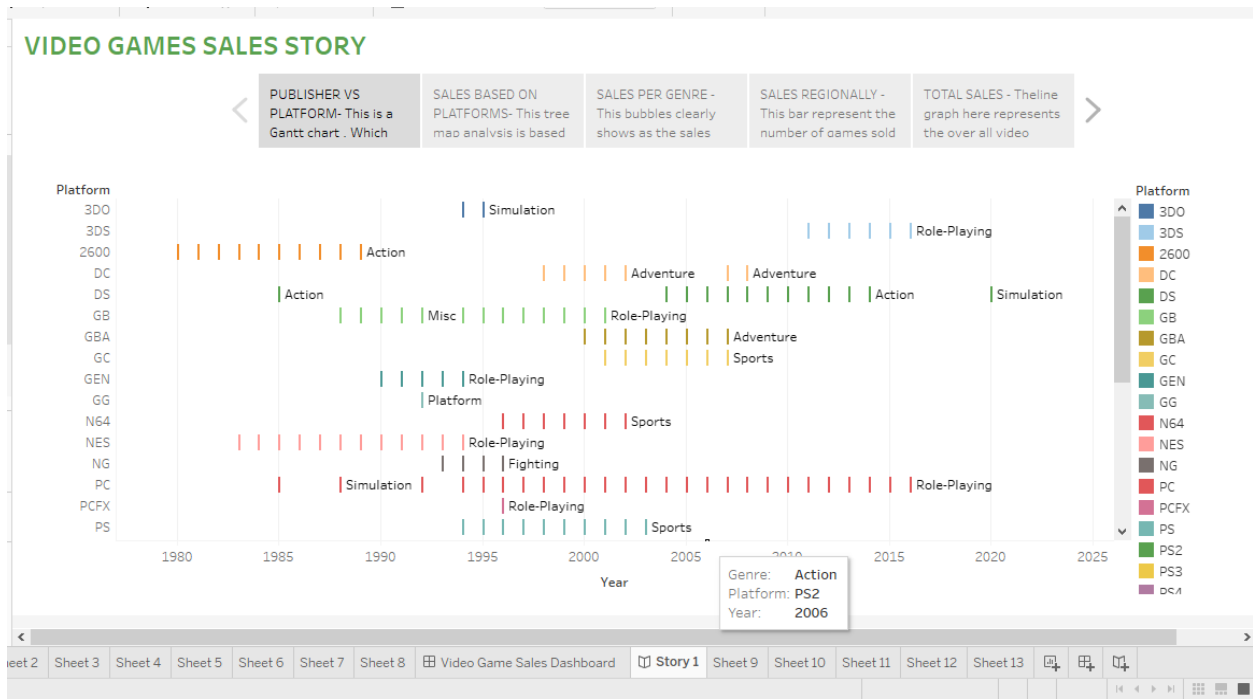 VIDEO GAMES SALES STORY
PUBLISHER VS
PLATFORM- This is a
Gantt chart . Which
SALES BASED ON
PLATFORMS- This tree
map analysis is based
SALES PER GENRE -
This bubbles clearly
shows as the sales
SALES REGIONALLY -
This bar represent the
number of games sold
TOTAL SALES - Theline
graph here represents
the over all video
Platform
3DO Simulation
3DS Role-Playing
2600 Action
DC Adventure Adventure
DS Action Action Simulation
GB Misc Role-Playing
GBA Adventure
GC Sports
GEN Role-Playing
GG Platform
N64 Sports
NES Role-Playing
NG Fighting
PC Simulation Role-Playing
PCFX Role-Playing
PS Sports
1980 1985 1990 1995 2000 2005 2010 2015 2020 2025
Year
Genre: Action
Platform: PS2
Year: 2006
Platform
3DO
3DS
2600
DC
DS
GB
GBA
GC
GEN
GG
N64
NES
NG
PC
PCFX
PS
PS2
PS3
PS4
eet 2 Sheet 3 Sheet 4 Sheet 5 Sheet 6 Sheet 7 Sheet 8 Video Game Sales Dashboard Story 1 Sheet 9 Sheet 10 Sheet 11 Sheet 12 Sheet 13